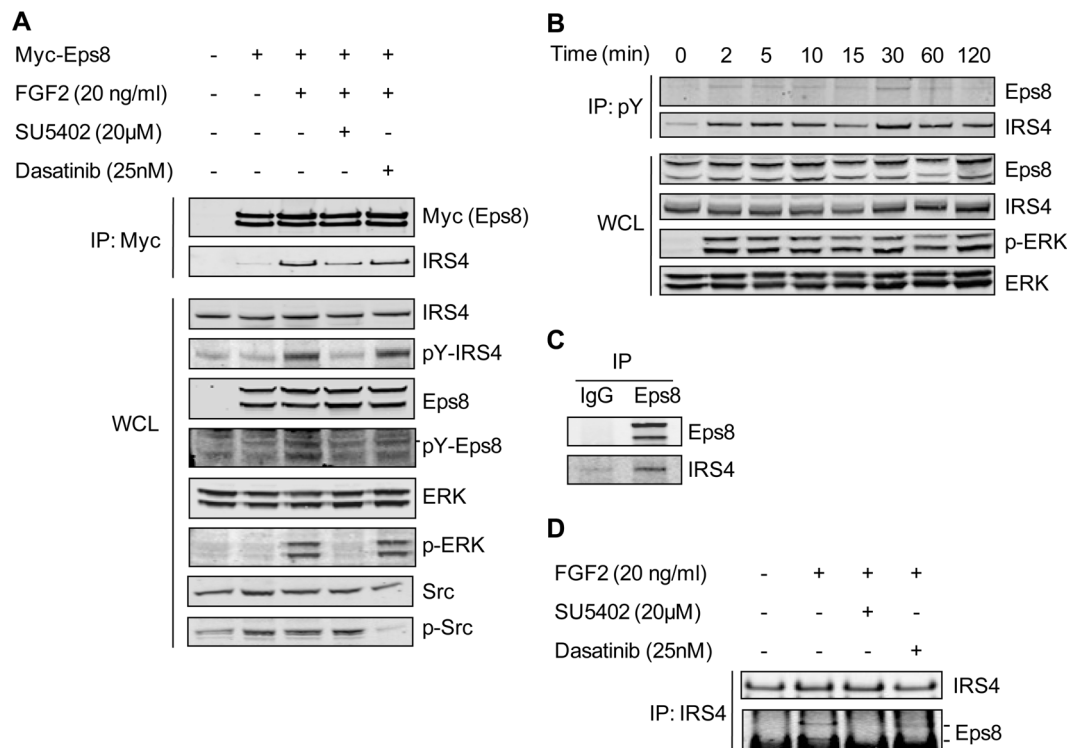 A
Myc-Eps8 - + + + +
FGF2 (20 ng/ml) - - + + +
SU5402 (20µM) - - - + -
Dasatinib (25nM) - - - - +
IP: Myc
Myc (Eps8)
IRS4
WCL
IRS4
pY-IRS4
Eps8
pY-Eps8
ERK
p-ERK
Src
p-Src
B
Time (min) 0 2 5 10 15 30 60 120
IP: pY
Eps8
IRS4
WCL
Eps8
IRS4
p-ERK
ERK
C
IP
IgG Eps8
Eps8
IRS4
D
FGF2 (20 ng/ml) - + + +
SU5402 (20µM) - - + -
Dasatinib (25nM) - - - +
IP: IRS4
IRS4
Eps8